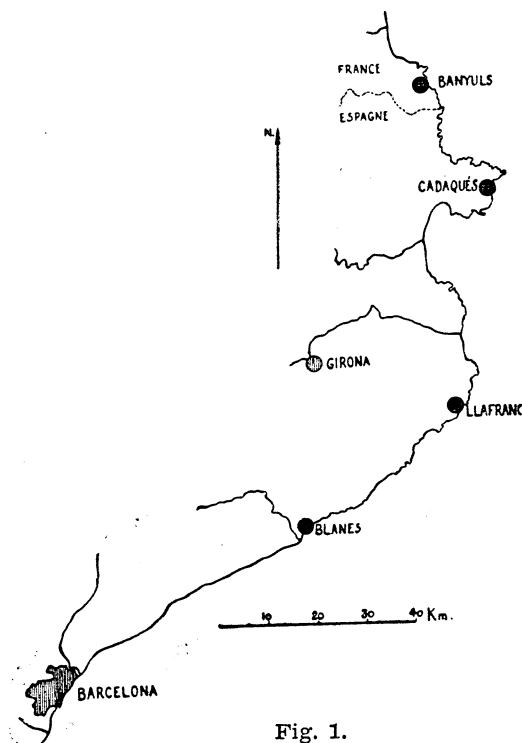 FRANCE
BANYULS
ESPAGNE
N.
CADAQUÉS
GIRONA
LLAFRANC
BLANES
10 20 30 40 Km.
BARCELONA
Fig. 1.